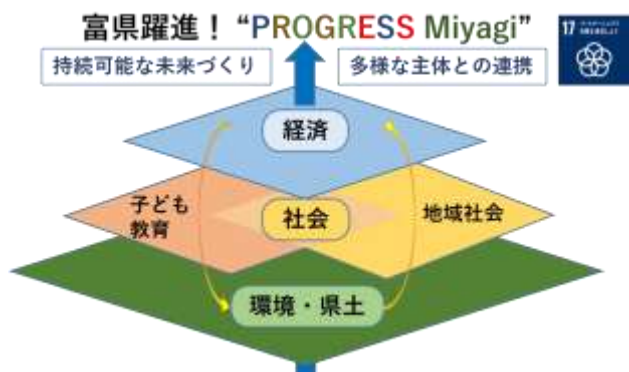 富県躍進！“PROGRESS Miyagi”
持続可能な未来づくり
多様な主体との連携
17
経済
子ども
教育
社会
地域社会
環境・県土